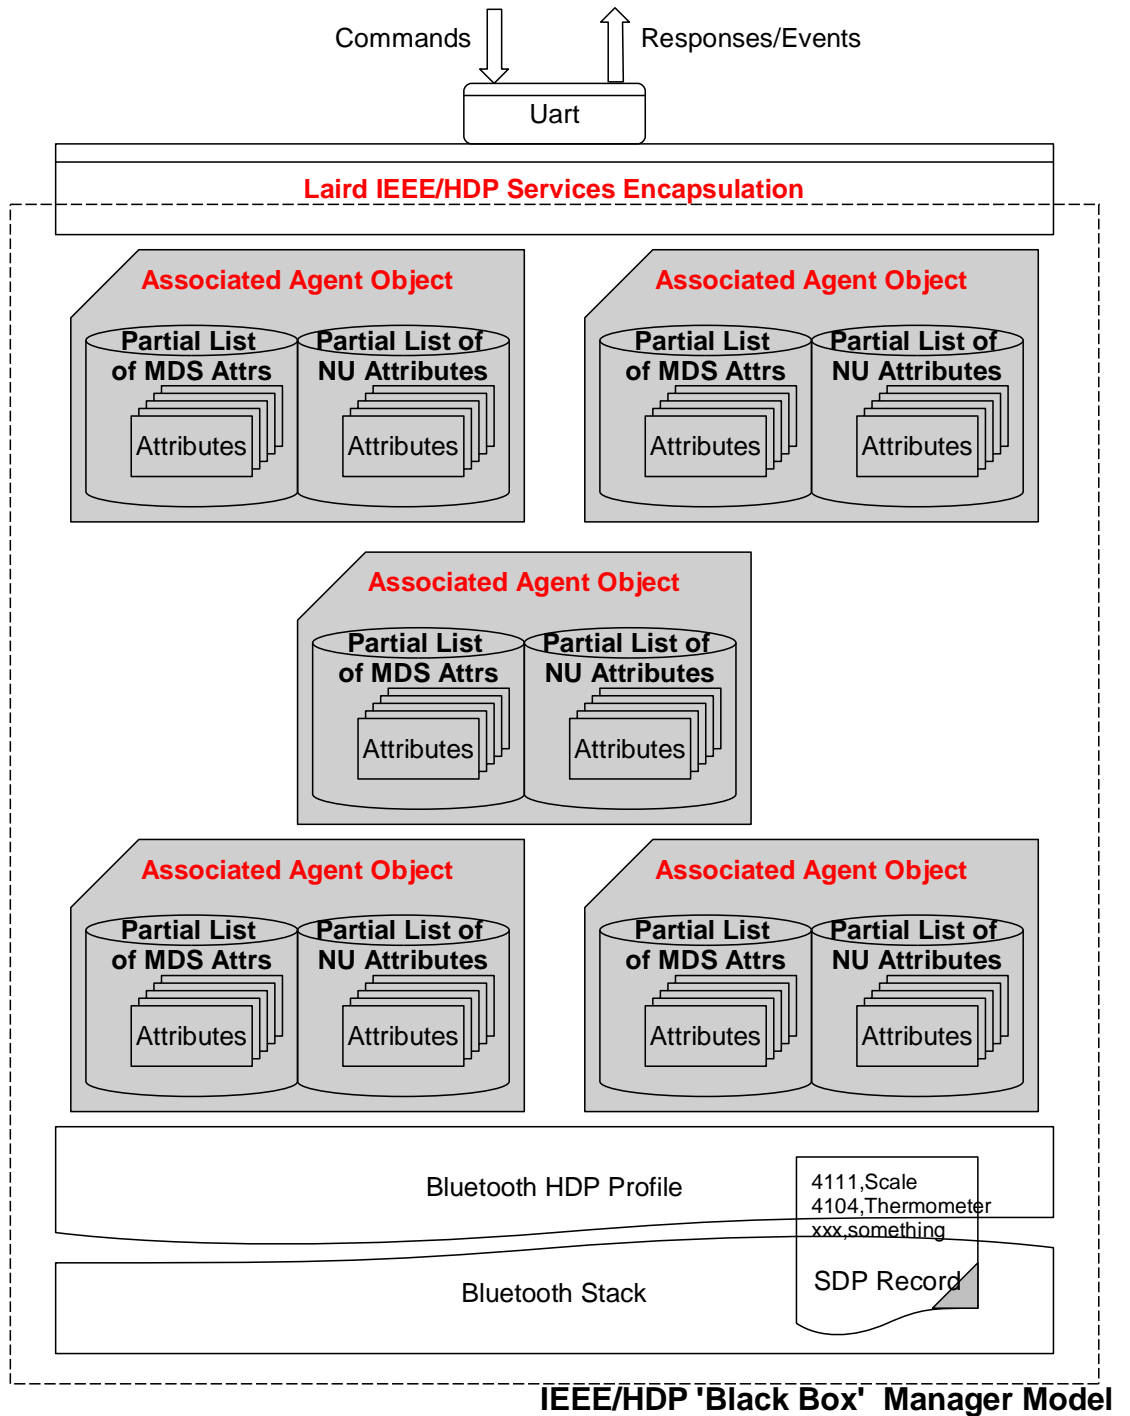 Commands
Responses/Events
Uart
Laird IEEE/HDP Services Encapsulation
Associated Agent Object
Partial List
of MDS Attrs
Attributes
Partial List of
NU Attributes
Attributes
Associated Agent Object
Partial List
of MDS Attrs
Attributes
Partial List of
NU Attributes
Attributes
Associated Agent Object
Partial List
of MDS Attrs
Attributes
Partial List of
NU Attributes
Attributes
Associated Agent Object
Partial List
of MDS Attrs
Attributes
Partial List of
NU Attributes
Attributes
Associated Agent Object
Partial List
of MDS Attrs
Attributes
Partial List of
NU Attributes
Attributes
Bluetooth HDP Profile
4111,Scale
4104,Thermometer
xxx,something
SDP Record
Bluetooth Stack
IEEE/HDP 'Black Box' Manager Model